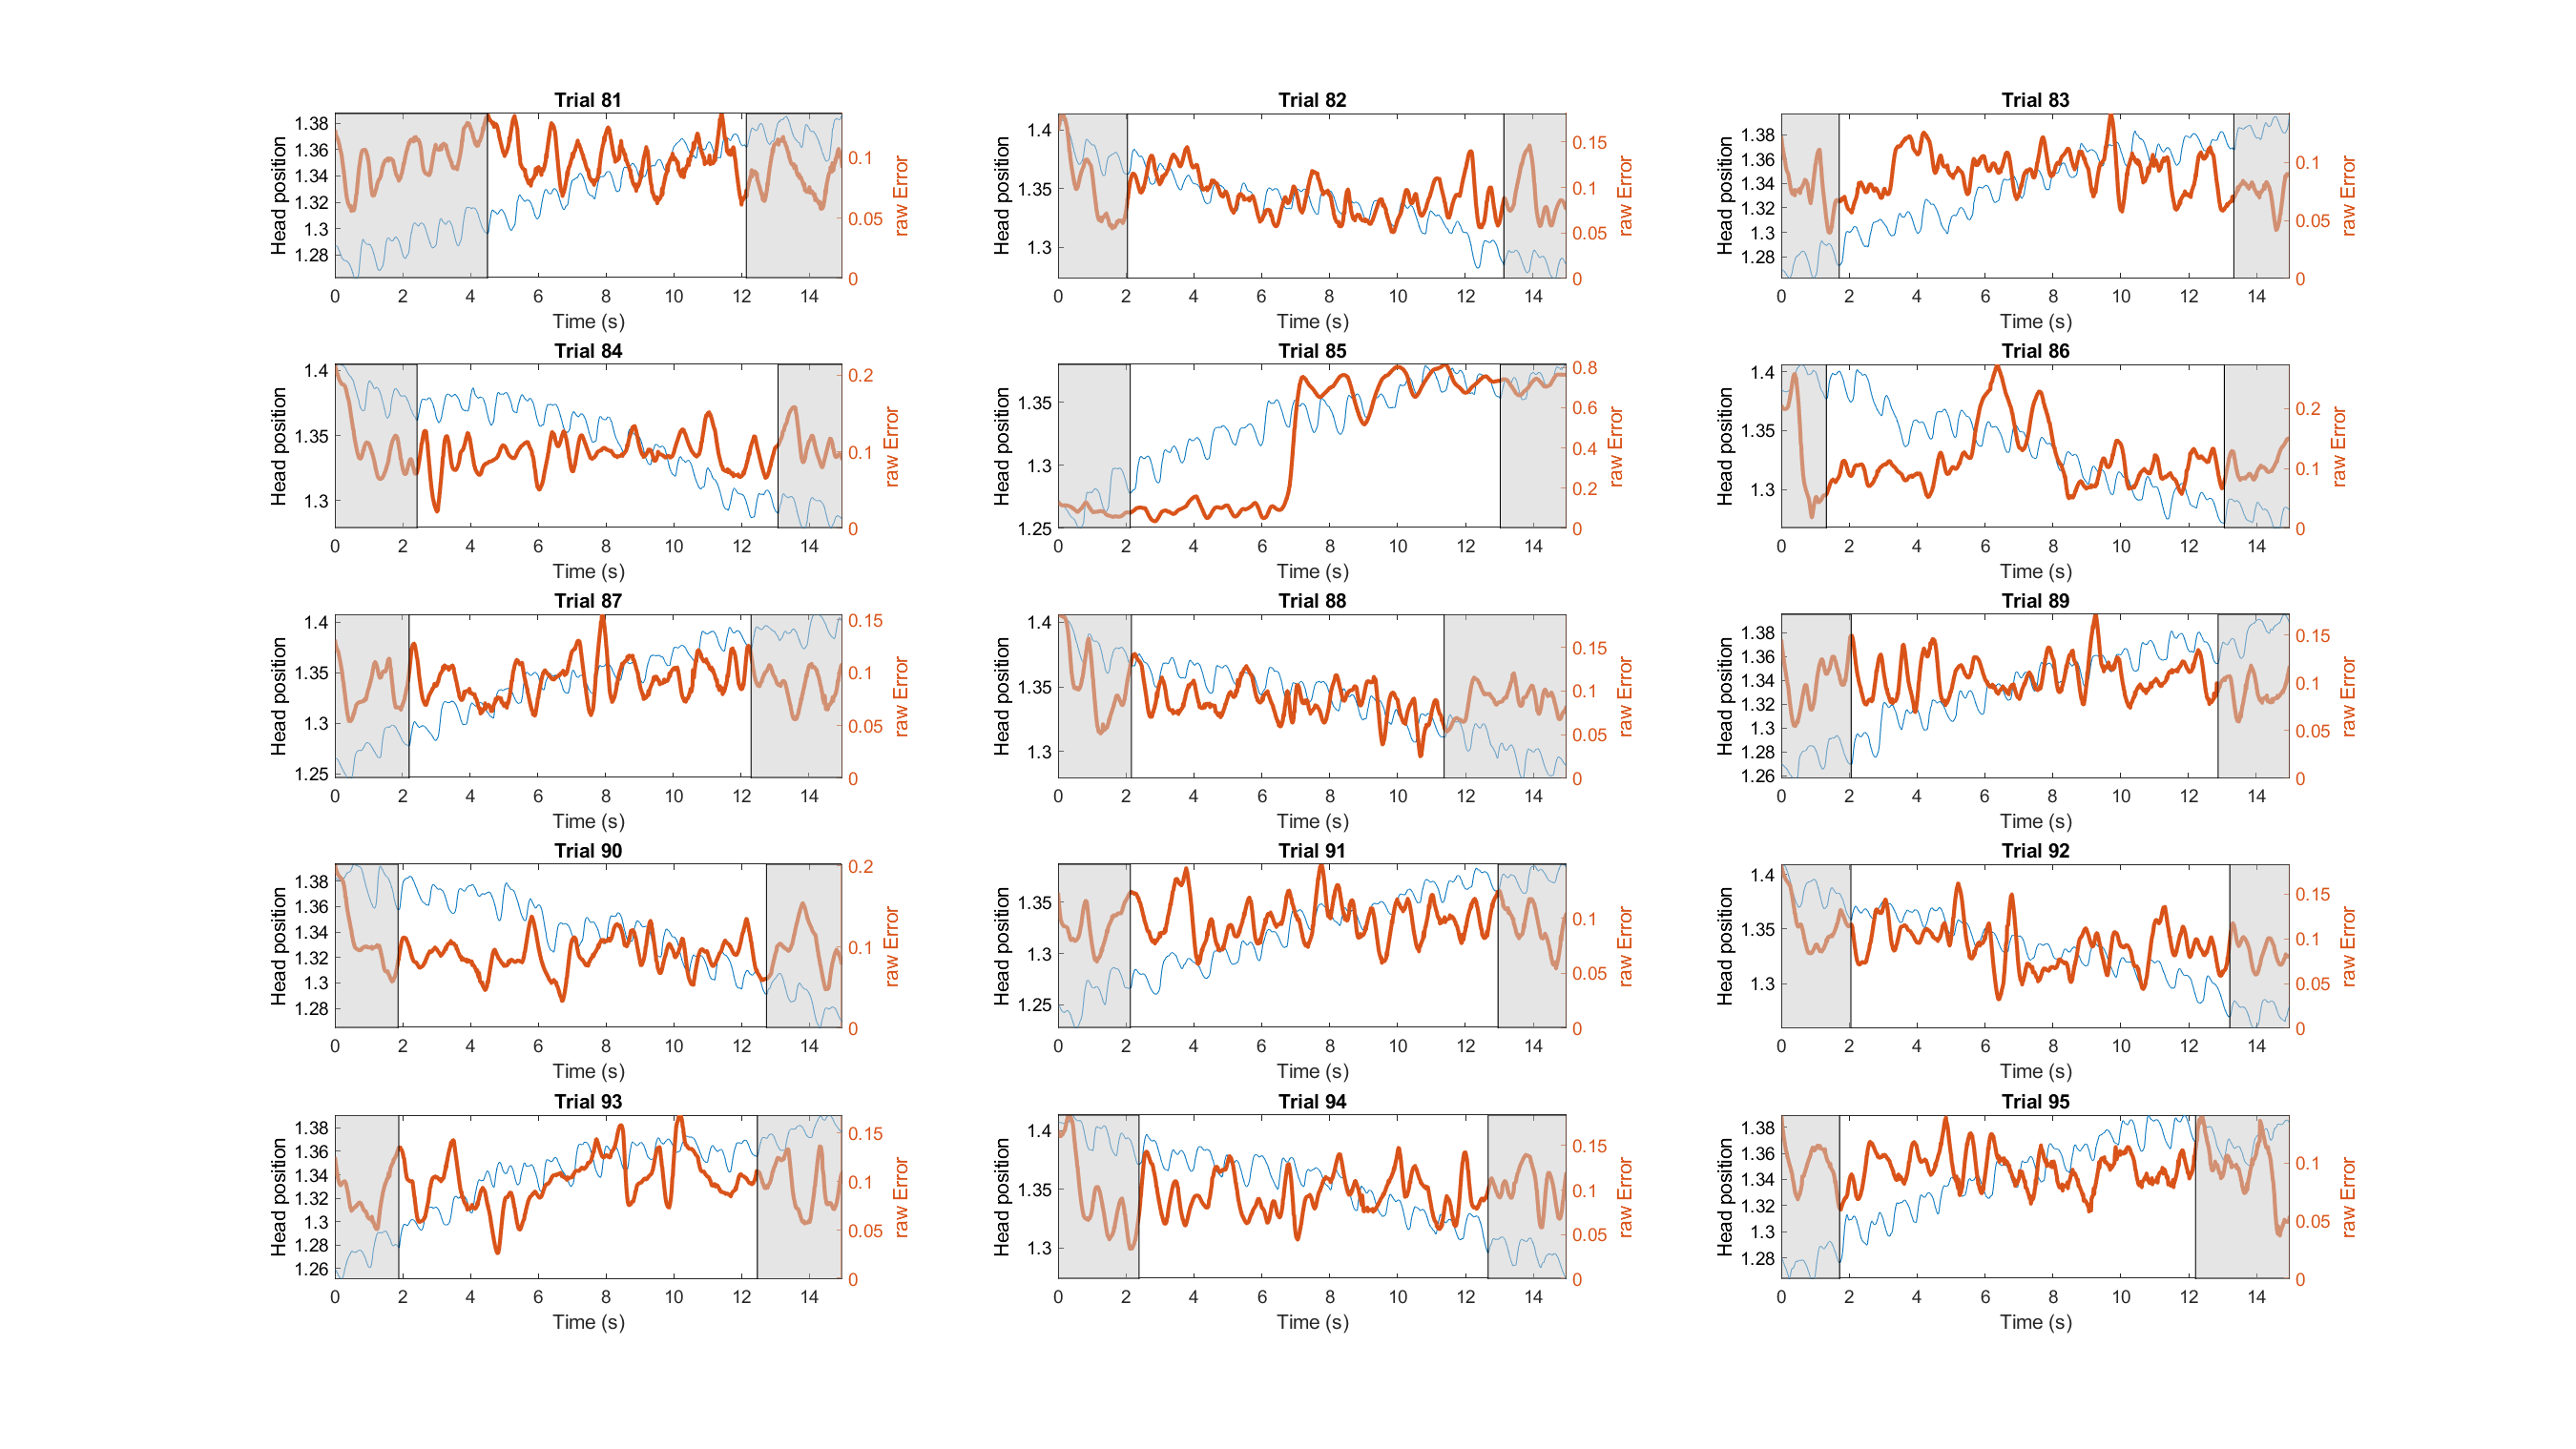 Trial 81
Head position
1.38
1.36
1.34
1.32
1.3
1.28
0.1
0.05
0
raw Error
0 2 4 6 8 10 12 14
Time (s)
Trial 82
Head position
1.4
1.35
1.3
0.15
0.1
0.05
0
raw Error
0 2 4 6 8 10 12 14
Time (s)
Trial 83
Head position
1.38
1.36
1.34
1.32
1.3
1.28
0.1
0.05
0
raw Error
0 2 4 6 8 10 12 14
Time (s)
Trial 84
Head position
1.4
1.35
1.3
0.2
0.1
0
raw Error
0 2 4 6 8 10 12 14
Time (s)
Trial 85
Head position
1.35
1.3
1.25
0.8
0.6
0.4
0.2
0
raw Error
0 2 4 6 8 10 12 14
Time (s)
Trial 86
Head position
1.4
1.35
1.3
0.2
0.1
0
raw Error
0 2 4 6 8 10 12 14
Time (s)
Trial 87
Head position
1.4
1.35
1.3
1.25
0.15
0.1
0.05
0
raw Error
0 2 4 6 8 10 12 14
Time (s)
Trial 88
Head position
1.4
1.35
1.3
0.15
0.1
0.05
0
raw Error
0 2 4 6 8 10 12 14
Time (s)
Trial 89
Head position
1.38
1.36
1.34
1.32
1.3
1.28
1.26
0.15
0.1
0.05
0
raw Error
0 2 4 6 8 10 12 14
Time (s)
Trial 90
Head position
1.38
1.36
1.34
1.32
1.3
1.28
0.2
0.1
0
raw Error
0 2 4 6 8 10 12 14
Time (s)
Trial 91
Head position
1.35
1.3
1.25
0.1
0.05
0
raw Error
0 2 4 6 8 10 12 14
Time (s)
Trial 92
Head position
1.4
1.35
1.3
0.15
0.1
0.05
0
raw Error
0 2 4 6 8 10 12 14
Time (s)
Trial 93
Head position
1.38
1.36
1.34
1.32
1.3
1.28
1.26
0.15
0.1
0.05
0
raw Error
0 2 4 6 8 10 12 14
Time (s)
Trial 94
Head position
1.4
1.35
1.3
0.15
0.1
0.05
0
raw Error
0 2 4 6 8 10 12 14
Time (s)
Trial 95
Head position
1.38
1.36
1.34
1.32
1.3
1.28
0.1
0.05
0
raw Error
0 2 4 6 8 10 12 14
Time (s)